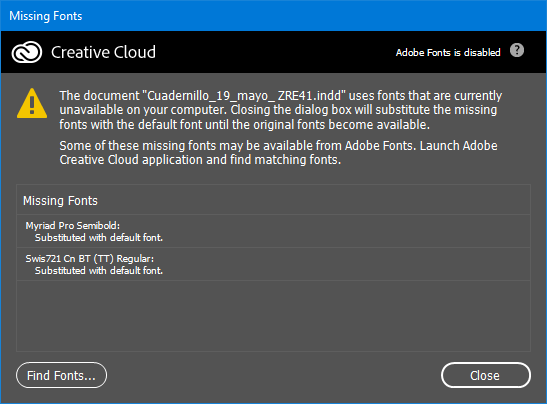 Missing Fonts
Creative Cloud
Adobe Fonts is disabled ?
The document "Cuadernillo_19_mayo_ZRE41.indd" uses fonts that are currently
unavailable on your computer. Closing the dialog box will substitute the missing
fonts with the default font until the original fonts become available.
Some of these missing fonts may be available from Adobe Fonts. Launch Adobe
Creative Cloud application and find matching fonts.
Missing Fonts
Myriad Pro Semibold:
Substituted with default font.
Swis721 Cn BT (TT) Regular:
Substituted with default font.
Find Fonts...
Close